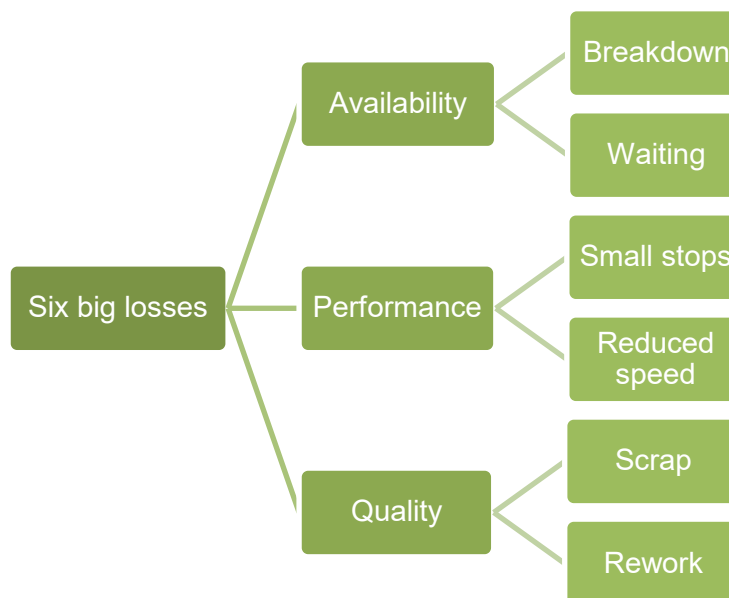 Six big losses
Availability
Breakdown
Waiting
Performance
Small stops
Reduced
speed
Quality
Scrap
Rework